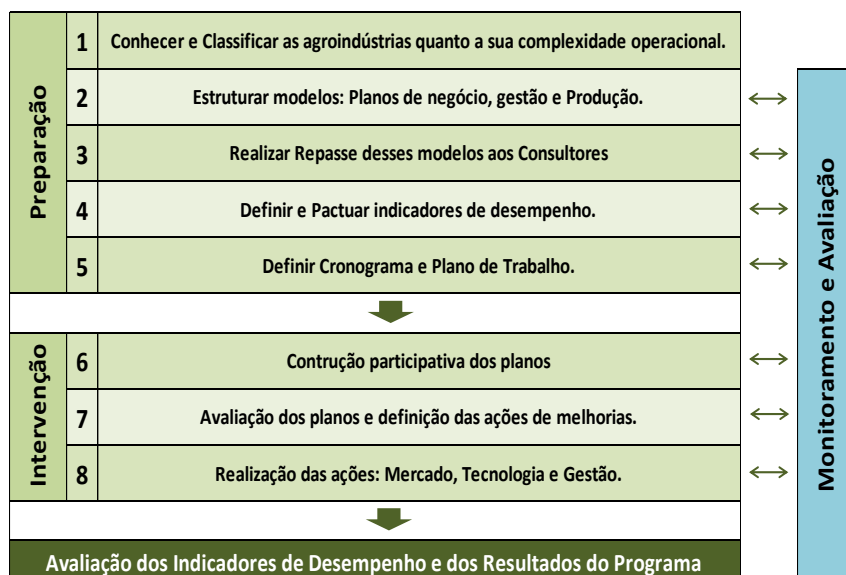 Preparação
1 Conhecer e Classificar as agroindústrias quanto a sua complexidade operacional.
2 Estruturar modelos: Planos de negócio, gestão e Produção.
3 Realizar Repasse desses modelos aos Consultores
4 Definir e Pactuar indicadores de desempenho.
5 Definir Cronograma e Plano de Trabalho.
Intervenção
6 Contrução participativa dos planos
7 Avaliação dos planos e definição das ações de melhorias.
8 Realização das ações: Mercado, Tecnologia e Gestão.
Avaliação dos Indicadores de Desempenho e dos Resultados do Programa
Monitoramento e Avaliação